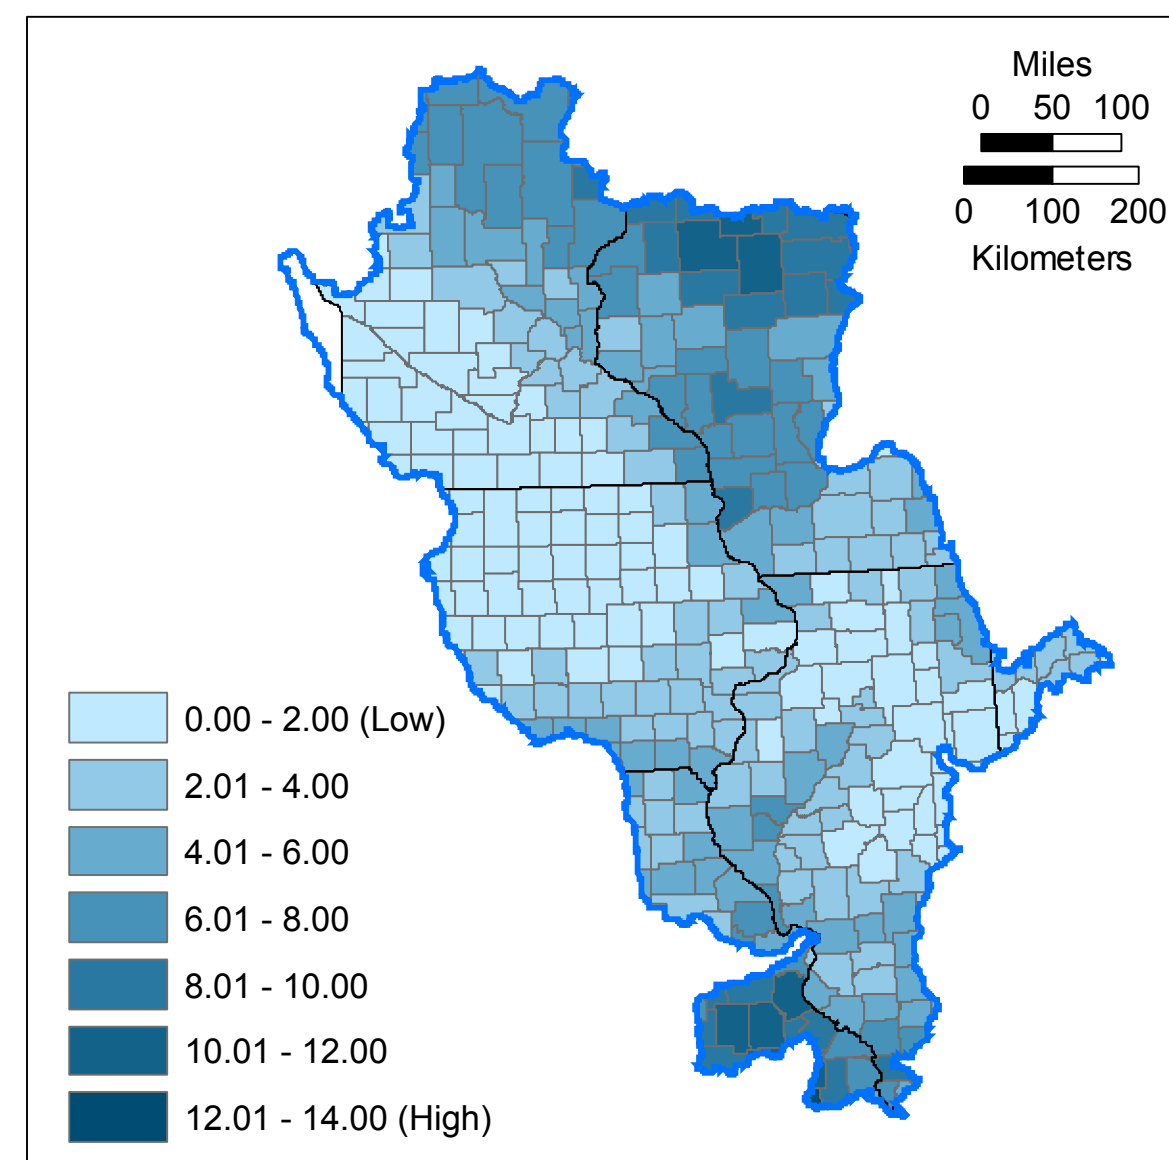 Miles
0 50 100
0 100 200
Kilometers
0.00 - 2.00 (Low)
2.01 - 4.00
4.01 - 6.00
6.01 - 8.00
8.01 - 10.00
10.01 - 12.00
12.01 - 14.00 (High)